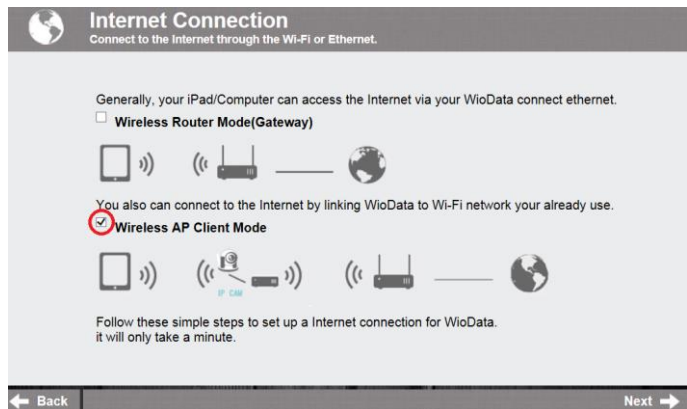 Internet Connection
Connect to the Internet through the Wi-Fi or Ethernet.
Generally, your iPad/Computer can access the Internet via your WioData connect ethernet.
Wireless Router Mode(Gateway)
You also can connect to the Internet by linking WioData to Wi-Fi network your already use.
Wireless AP Client Mode
IP CAM
Follow these simple steps to set up a Internet connection for WioData.
it will only take a minute.
Back
Next